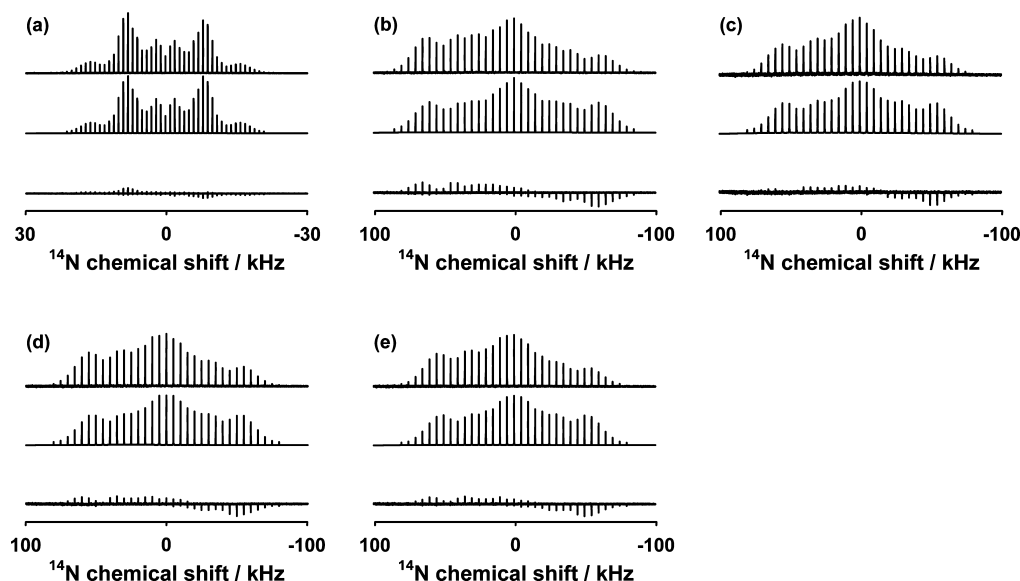 (a) (b) (c)
30 0 -30 100 0 -100 100 0 -100
¹⁴N chemical shift / kHz ¹⁴N chemical shift / kHz ¹⁴N chemical shift / kHz
(d) (e)
100 0 -100 100 0 -100
¹⁴N chemical shift / kHz ¹⁴N chemical shift / kHz